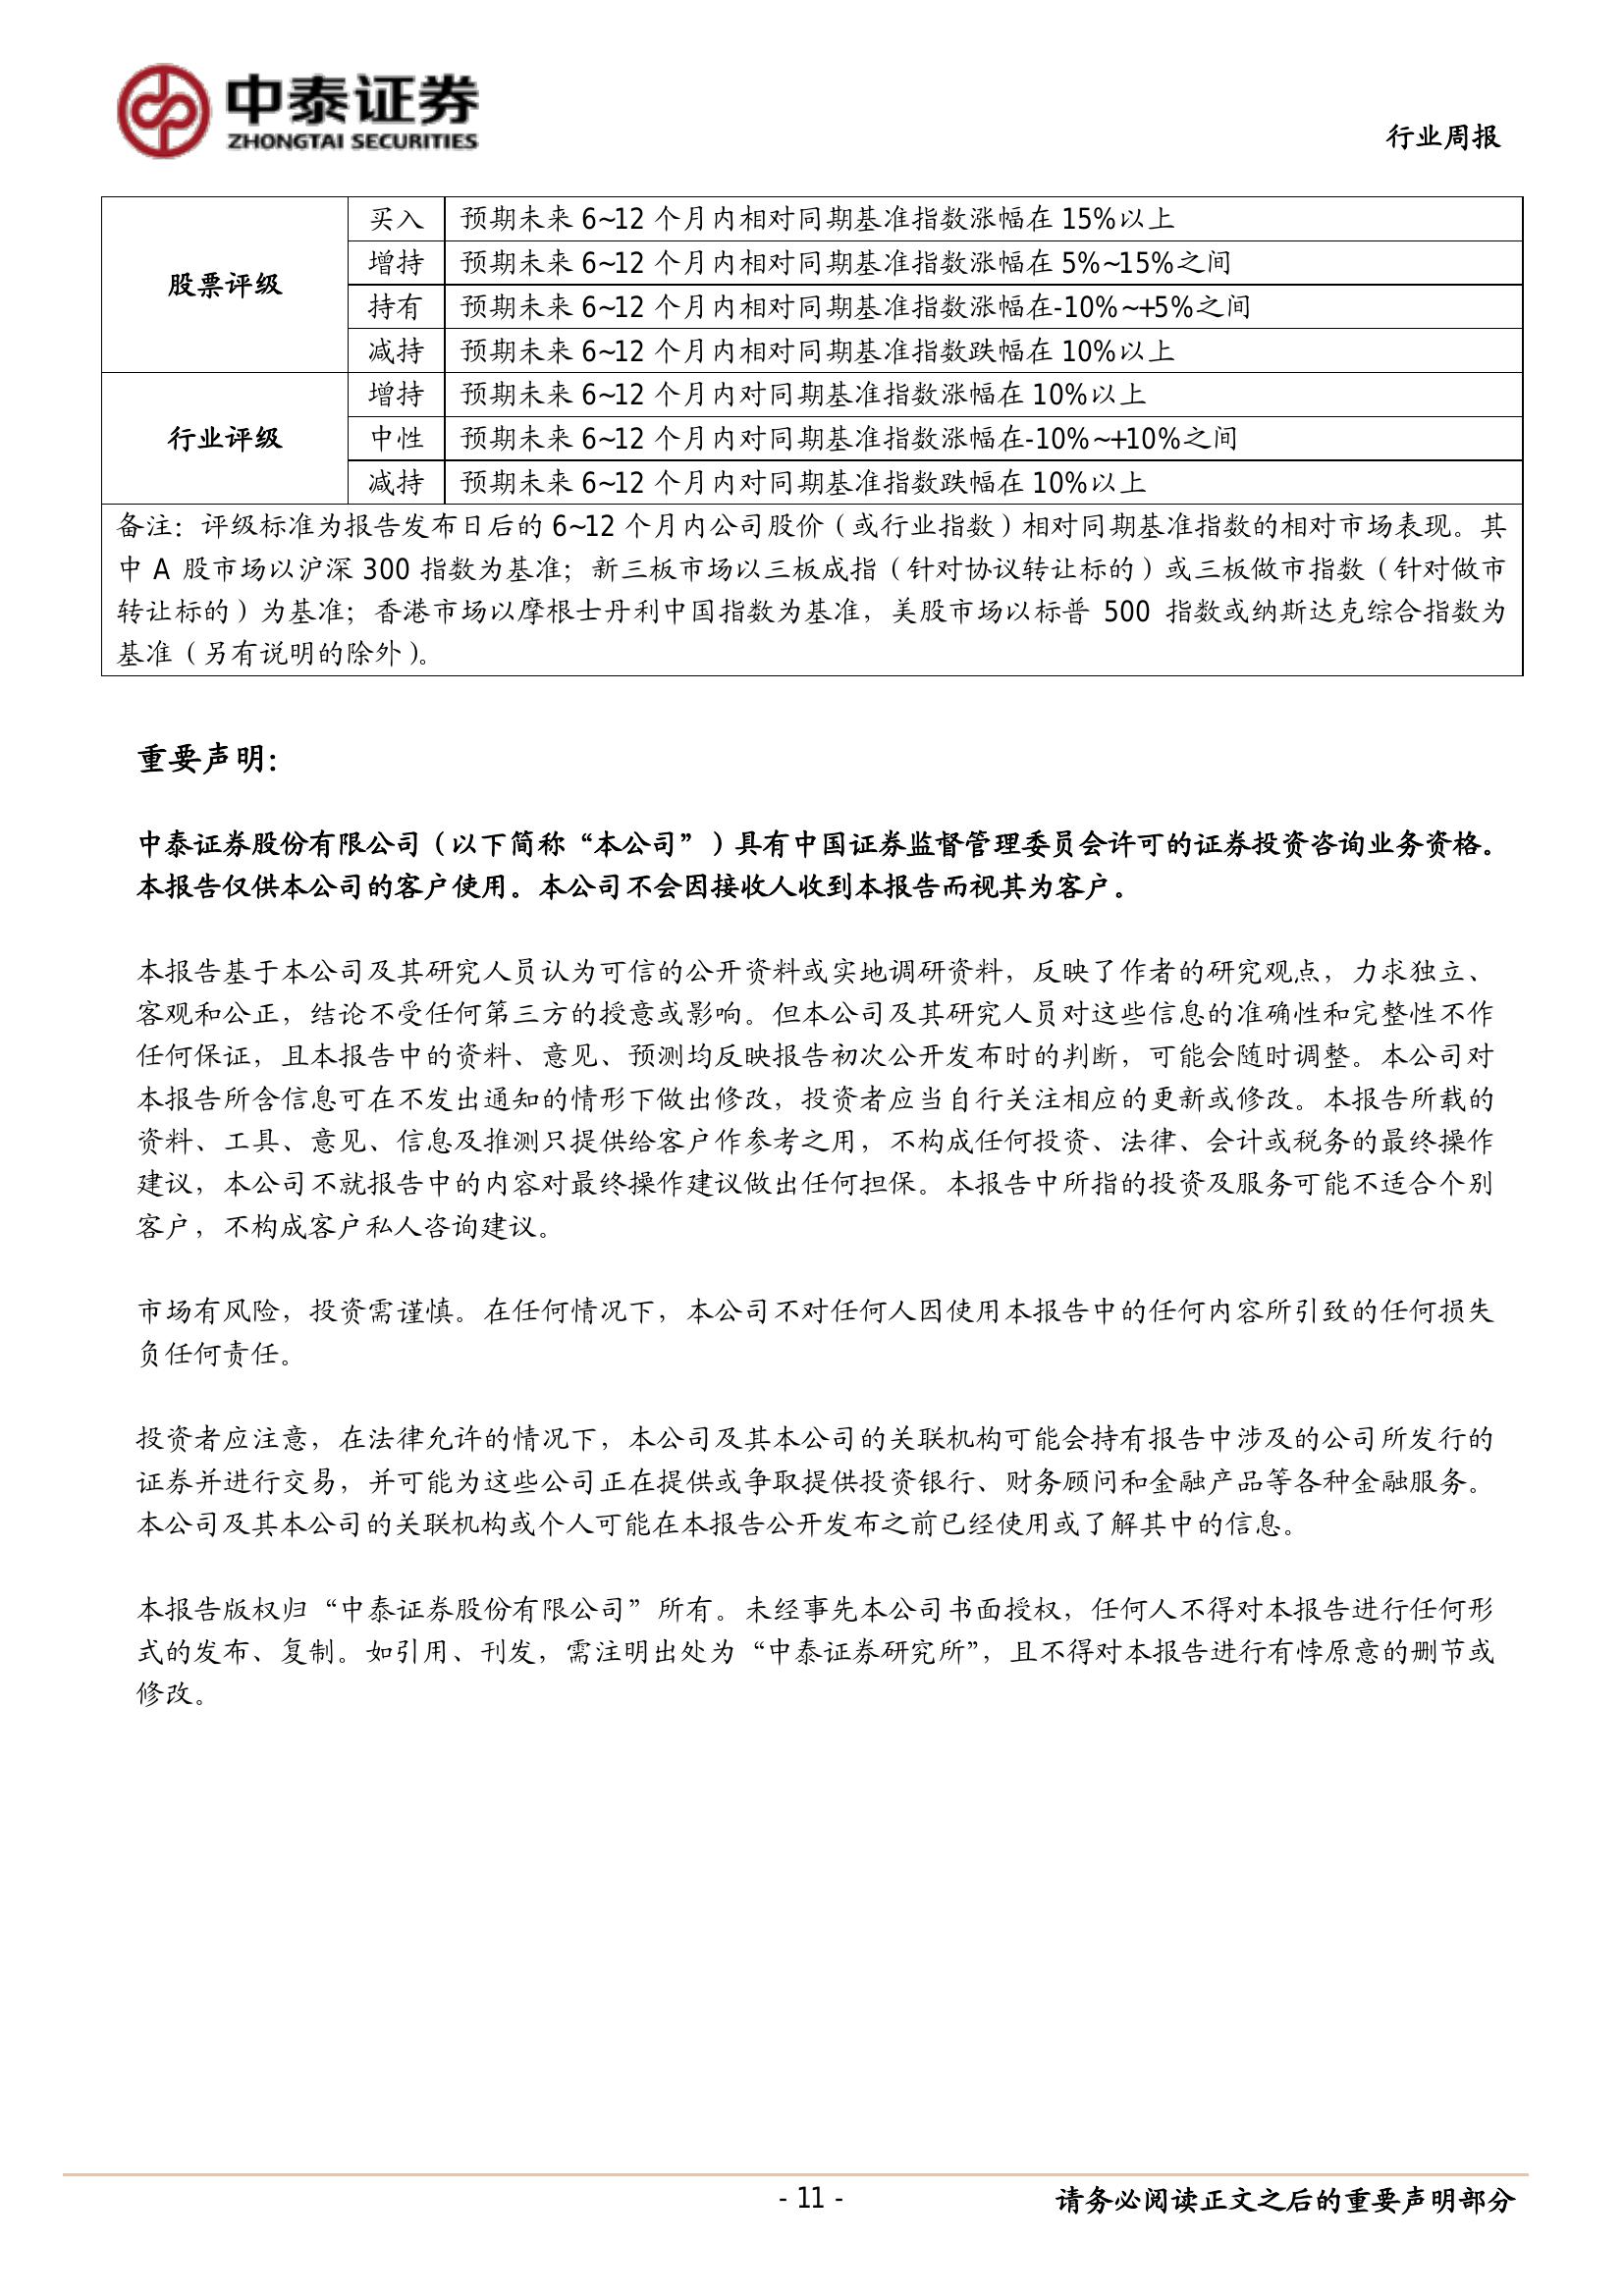 中泰证券
ZHONGTAI SECURITIES
行业周报
股票评级
买入 预期未来 6~12 个月内相对同期基准指数涨幅在 15%以上
增持 预期未来 6~12 个月内相对同期基准指数涨幅在 5%~15%之间
持有 预期未来 6~12 个月内相对同期基准指数涨幅在-10%~+5%之间
减持 预期未来 6~12 个月内相对同期基准指数跌幅在 10%以上
行业评级
增持 预期未来 6~12 个月内对同期基准指数涨幅在 10%以上
中性 预期未来 6~12 个月内对同期基准指数涨幅在-10%~+10%之间
减持 预期未来 6~12 个月内对同期基准指数跌幅在 10%以上
备注：评级标准为报告发布日后的 6~12 个月内公司股价（或行业指数）相对同期基准指数的相对市场表现。其
中 A 股市场以沪深 300 指数为基准；新三板市场以三板成指（针对协议转让标的）或三板做市指数（针对做市
转让标的）为基准；香港市场以摩根士丹利中国指数为基准，美股市场以标普 500 指数或纳斯达克综合指数为
基准（另有说明的除外）。
重要声明：
中泰证券股份有限公司（以下简称“本公司”）具有中国证券监督管理委员会许可的证券投资咨询业务资格。
本报告仅供本公司的客户使用。本公司不会因接收人收到本报告而视其为客户。
本报告基于本公司及其研究人员认为可信的公开资料或实地调研资料，反映了作者的研究观点，力求独立、
客观和公正，结论不受任何第三方的授意或影响。但本公司及其研究人员对这些信息的准确性和完整性不作
任何保证，且本报告中的资料、意见、预测均反映报告初次公开发布时的判断，可能会随时调整。本公司对
本报告所含信息可在不发出通知的情形下做出修改，投资者应当自行关注相应的更新或修改。本报告所载的
资料、工具、意见、信息及推测只提供给客户作参考之用，不构成任何投资、法律、会计或税务的最终操作
建议，本公司不就报告中的内容对最终操作建议做出任何担保。本报告中所指的投资及服务可能不适合个别
客户，不构成客户私人咨询建议。
市场有风险，投资需谨慎。在任何情况下，本公司不对任何人因使用本报告中的任何内容所引致的任何损失
负任何责任。
投资者应注意，在法律允许的情况下，本公司及其本公司的关联机构可能会持有报告中涉及的公司所发行的
证券并进行交易，并可能为这些公司正在提供或争取提供投资银行、财务顾问和金融产品等各种金融服务。
本公司及其本公司的关联机构或个人可能在本报告公开发布之前已经使用或了解其中的信息。
本报告版权归“中泰证券股份有限公司”所有。未经事先本公司书面授权，任何人不得对本报告进行任何形
式的发布、复制。如引用、刊发，需注明出处为“中泰证券研究所”，且不得对本报告进行有悖原意的删节或
修改。
- 11 -
请务必阅读正文之后的重要声明部分